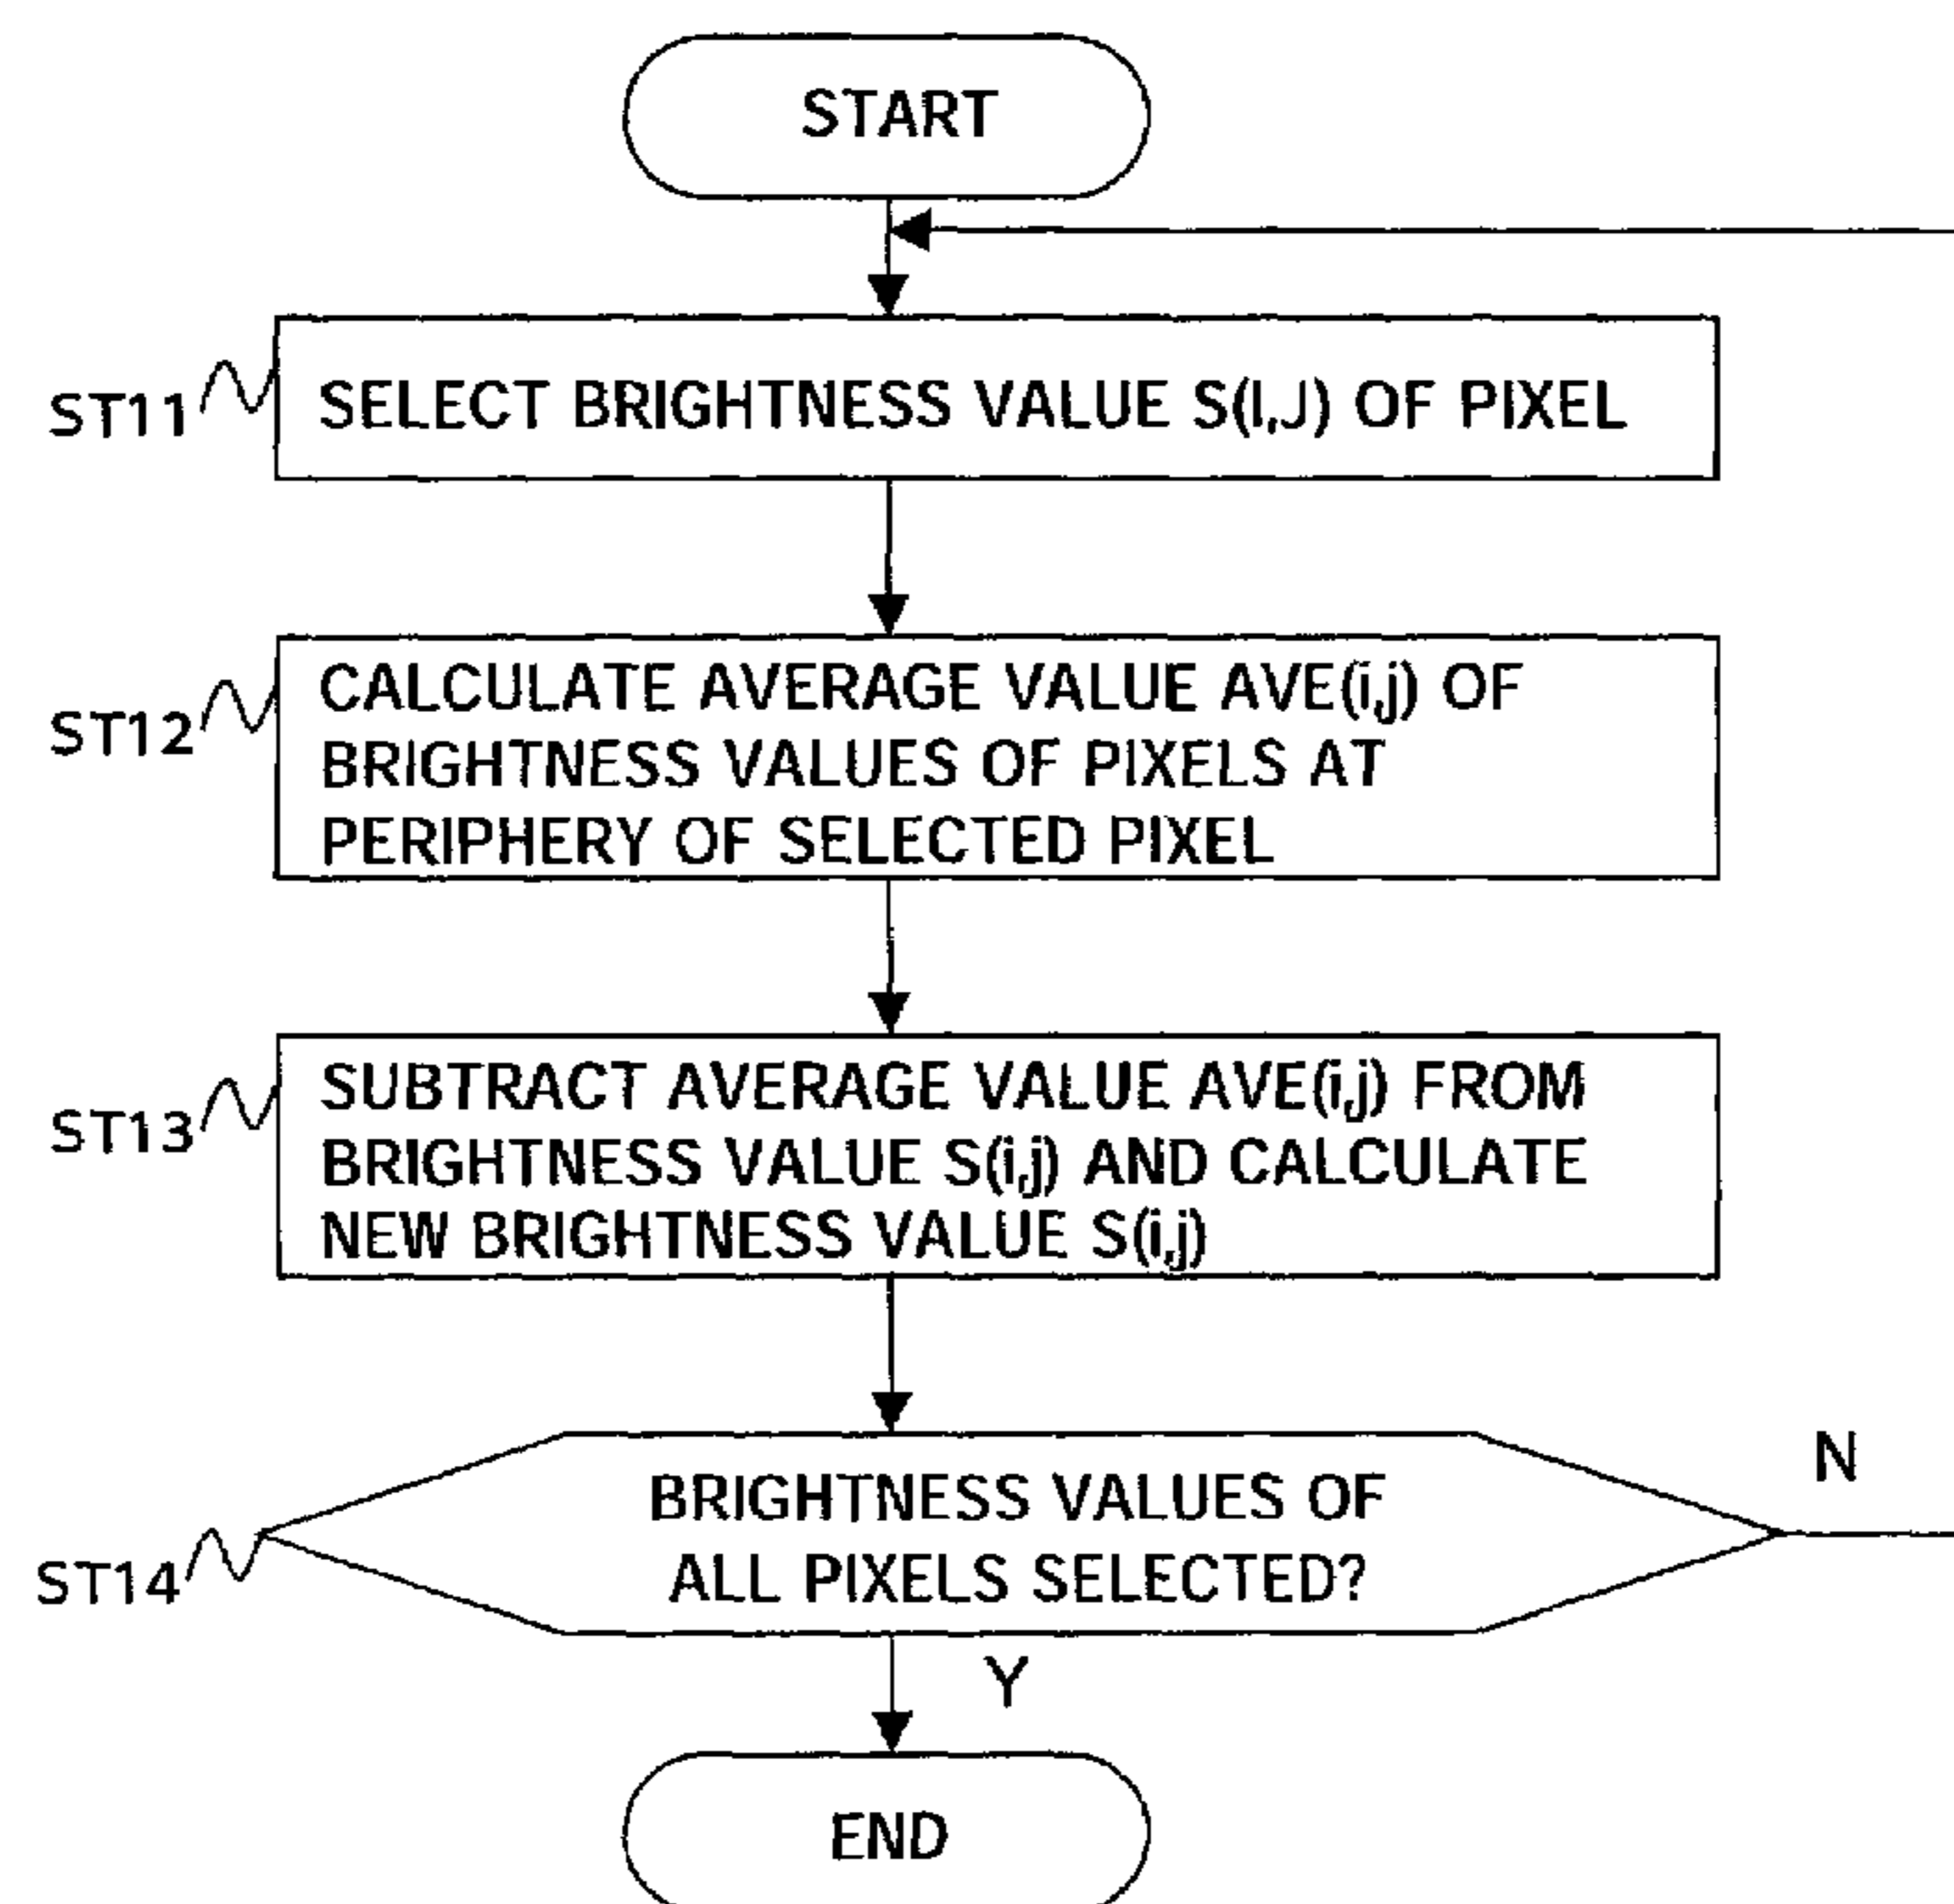 START
ST11
SELECT BRIGHTNESS VALUE S(I,J) OF PIXEL
ST12
CALCULATE AVERAGE VALUE AVE(i,j) OF
BRIGHTNESS VALUES OF PIXELS AT
PERIPHERY OF SELECTED PIXEL
ST13
SUBTRACT AVERAGE VALUE AVE(i,j) FROM
BRIGHTNESS VALUE S(i,j) AND CALCULATE
NEW BRIGHTNESS VALUE S(i,j)
ST14
BRIGHTNESS VALUES OF
ALL PIXELS SELECTED?
N
Y
END